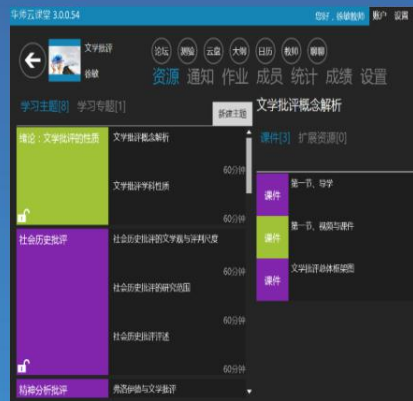 华师云课堂 3.0.0.54
您好，徐敏教师 账户 设置
文学批评
徐敏
论坛 测验 云盘 大纲 日历 教师 聊聊
资源 通知 作业 成员 统计 成绩 设置
学习主题[8] 学习专题[1]
新建主题
绪论：文学批评的性质
文学批评概念解析
60分钟
文学批评学科性质
60分钟
社会历史批评
社会历史批评的文学观与评判尺度
60分钟
社会历史批评的研究范围
60分钟
社会历史批评评述
60分钟
精神分析批评
弗洛伊德与文学批评
文学批评概念解析
课件[3] 扩展资源[0]
课件
第一节、导学
课件
第一节、视频与课件
课件
文学批评总体框架图